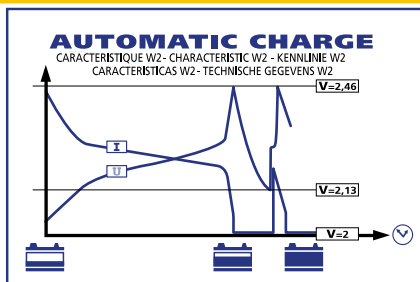 AUTOMATIC CHARGE
CARACTERISTIQUE W2- CHARACTERISTIC W2 - KENNLINIE W2
CARACTERISTICAS W2- TECHNISCHE GEGEVENS W2
V=2,46
I
U
V=2,13
V=2